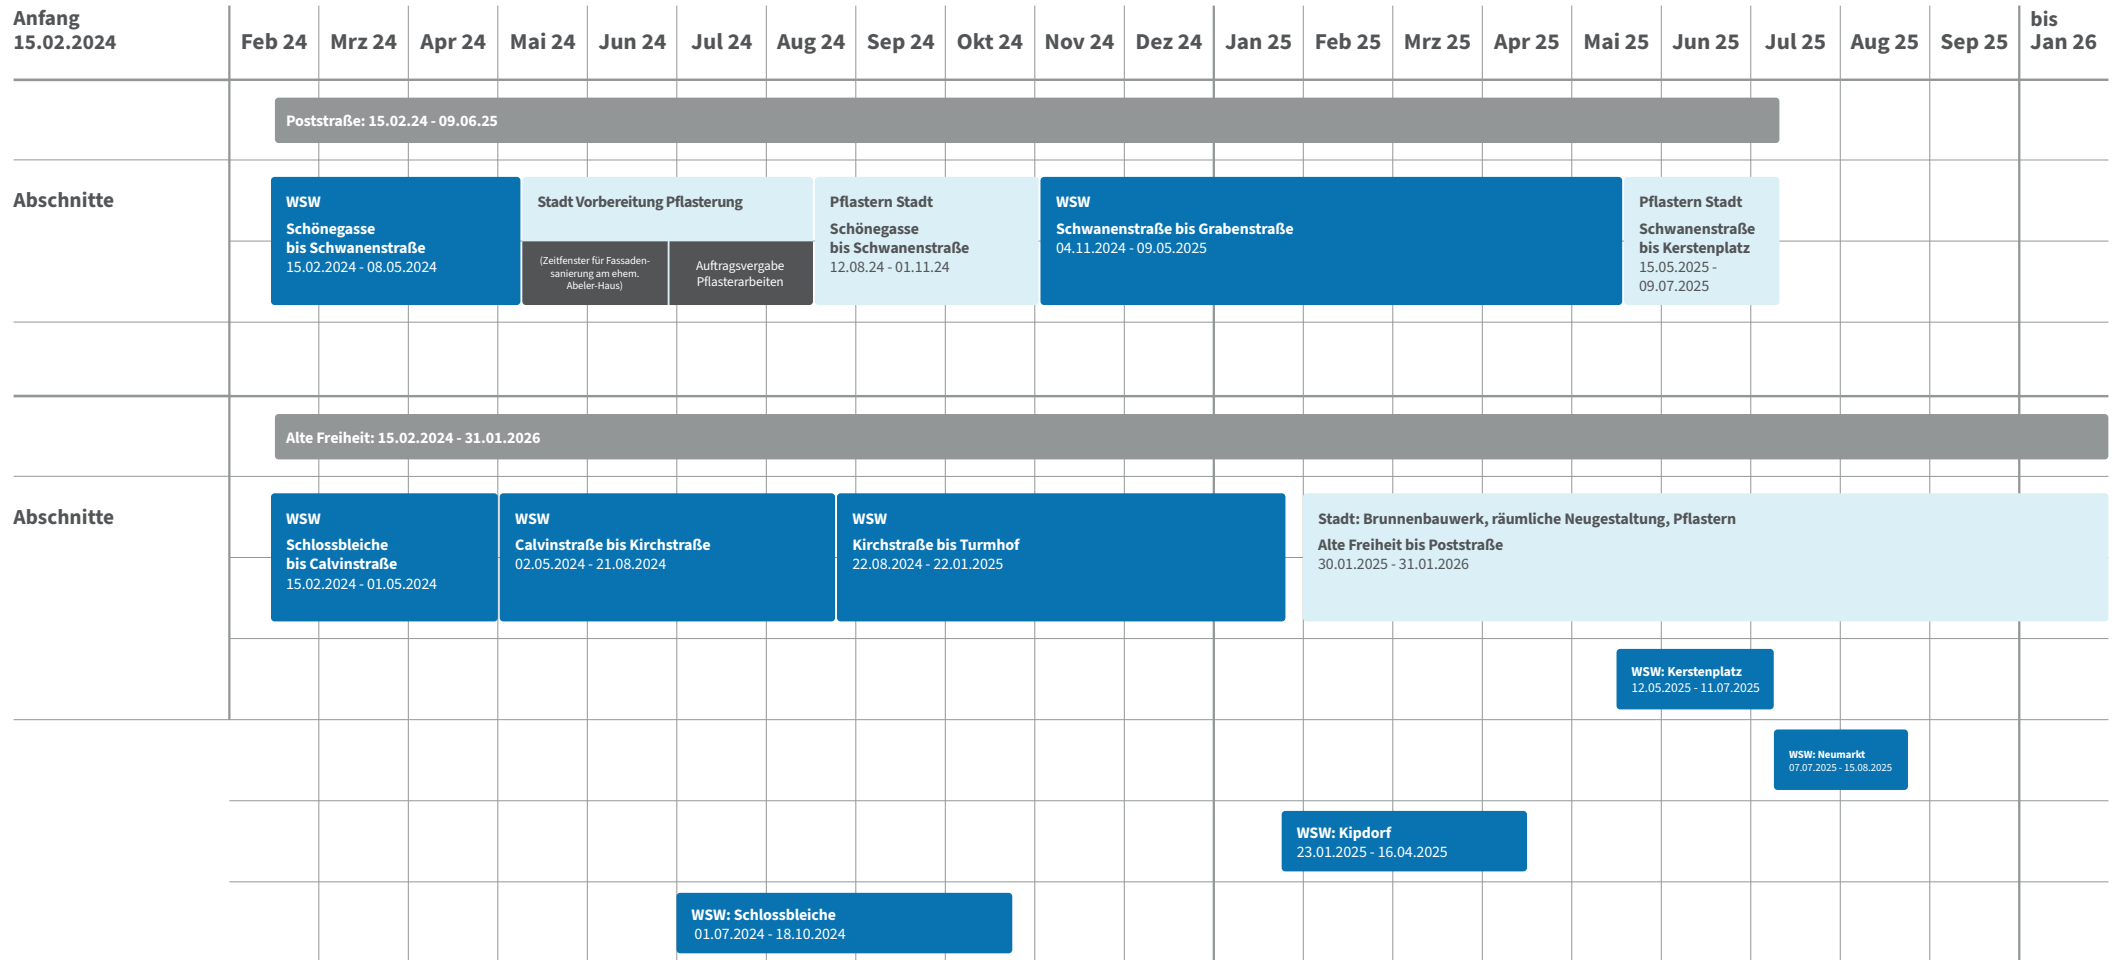 Anfang
15.02.2024
Feb 24 Mrz 24 Apr 24 Mai 24 Jun 24 Jul 24 Aug 24 Sep 24 Okt 24 Nov 24 Dez 24 Jan 25 Feb 25 Mrz 25 Apr 25 Mai 25 Jun 25 Jul 25 Aug 25 Sep 25
bis
Jan 26
Poststraße: 15.02.24 - 09.06.25
Abschnitte
WSW
Schönegasse
bis Schwanenstraße
15.02.2024 - 08.05.2024
Stadt Vorbereitung Pflasterung
(Zeitfenster für Fassaden-
sanierung am ehem.
Abeler-Haus)
Auftragsvergabe
Pflasterarbeiten
Pflastern Stadt
Schönegasse
bis Schwanenstraße
12.08.24 - 01.11.24
WSW
Schwanenstraße bis Grabenstraße
04.11.2024 - 09.05.2025
Pflastern Stadt
Schwanenstraße
bis Kerstenplatz
15.05.2025 -
09.07.2025
Alte Freiheit: 15.02.2024 - 31.01.2026
Abschnitte
WSW
Schlossbleiche
bis Calvinstraße
15.02.2024 - 01.05.2024
WSW
Calvinstraße bis Kirchstraße
02.05.2024 - 21.08.2024
WSW
Kirchstraße bis Turmhof
22.08.2024 - 22.01.2025
Stadt: Brunnenbauwerk, räumliche Neugestaltung, Pflastern
Alte Freiheit bis Poststraße
30.01.2025 - 31.01.2026
WSW: Kerstenplatz
12.05.2025 - 11.07.2025
WSW: Neumarkt
07.07.2025 - 15.08.2025
WSW: Kipdorf
23.01.2025 - 16.04.2025
WSW: Schlossbleiche
01.07.2024 - 18.10.2024